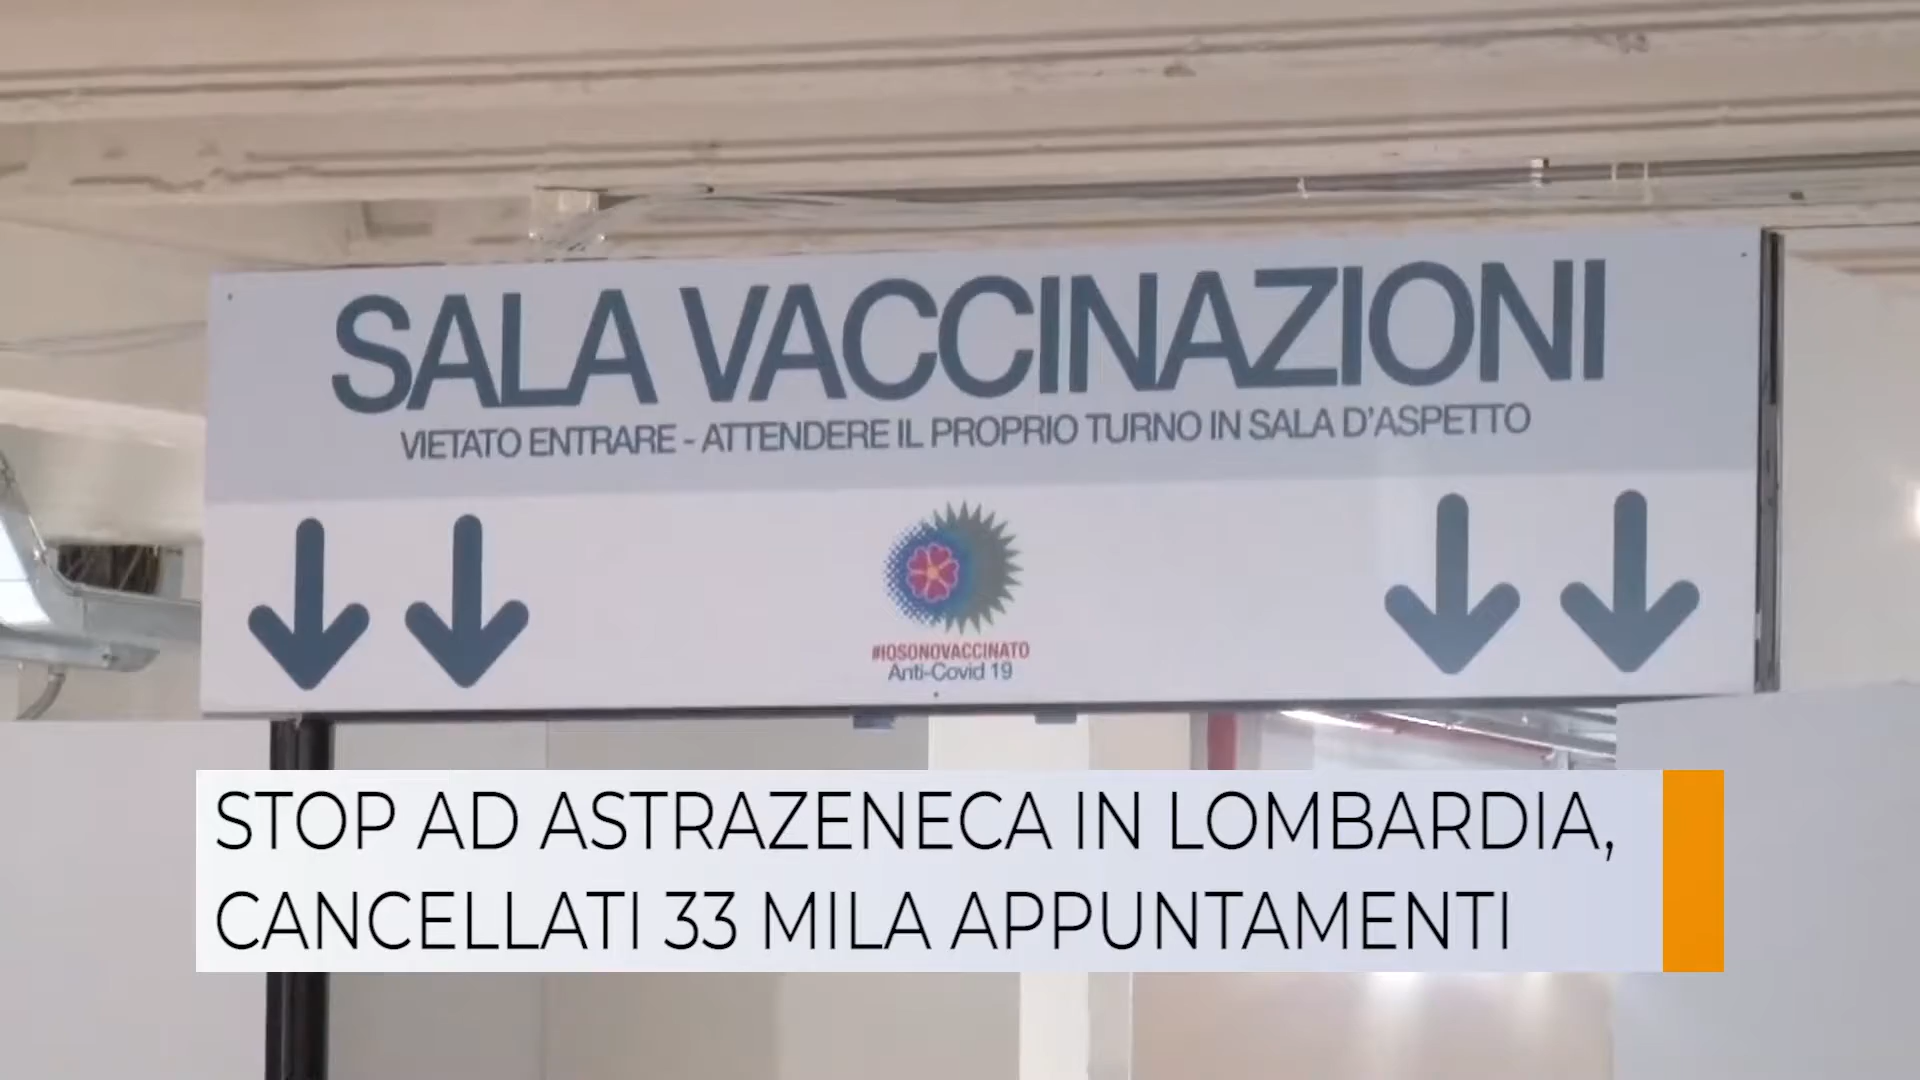 SALA VACCINAZIONI
VIETATO ENTRARE - ATTENDERE IL PROPRIO TURNO IN SALA D'ASPETTO
#IOSONOVACCINATO
Anti-Covid 19
STOP AD ASTRAZENECA IN LOMBARDIA,
CANCELLATI 33 MILA APPUNTAMENTI